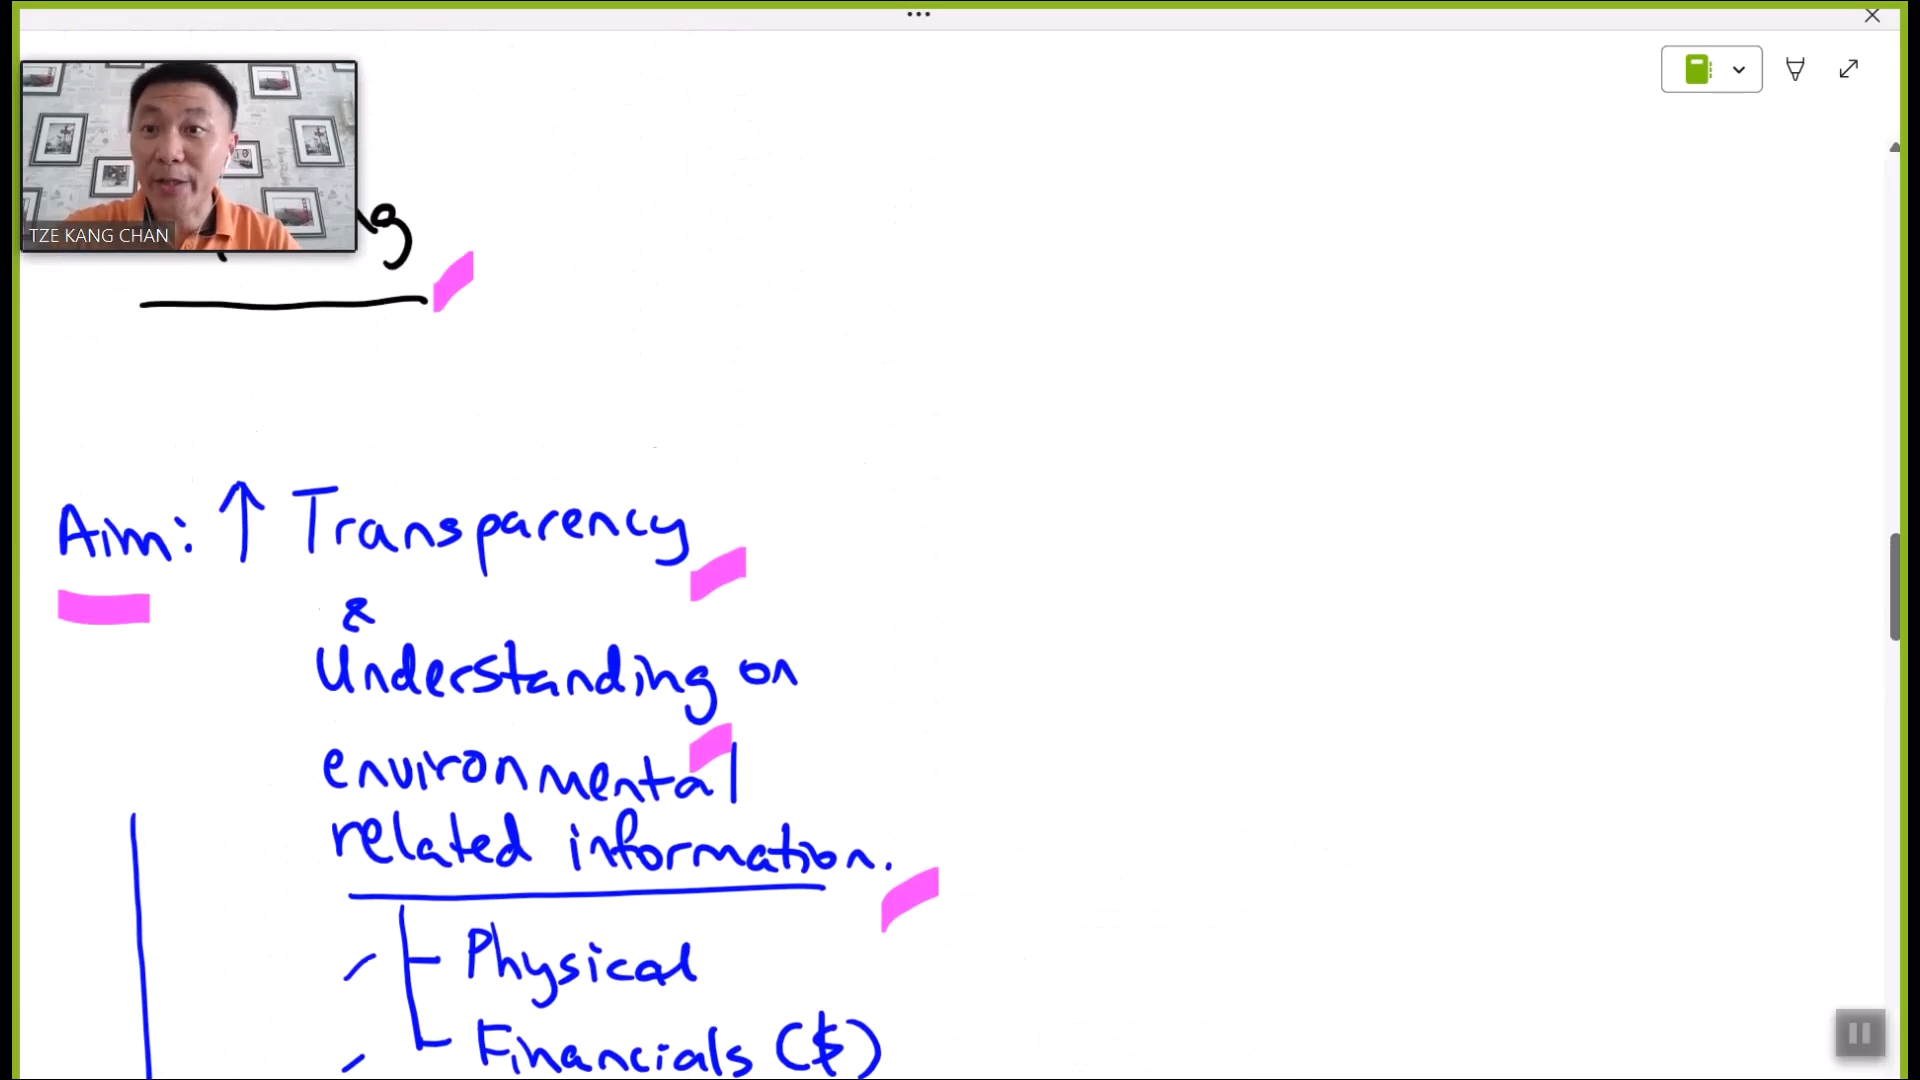 TZE KANG CHAN
Aim: ↑ Transparency
&
Understanding on
environmental
related information.
Physical
Financials ($)